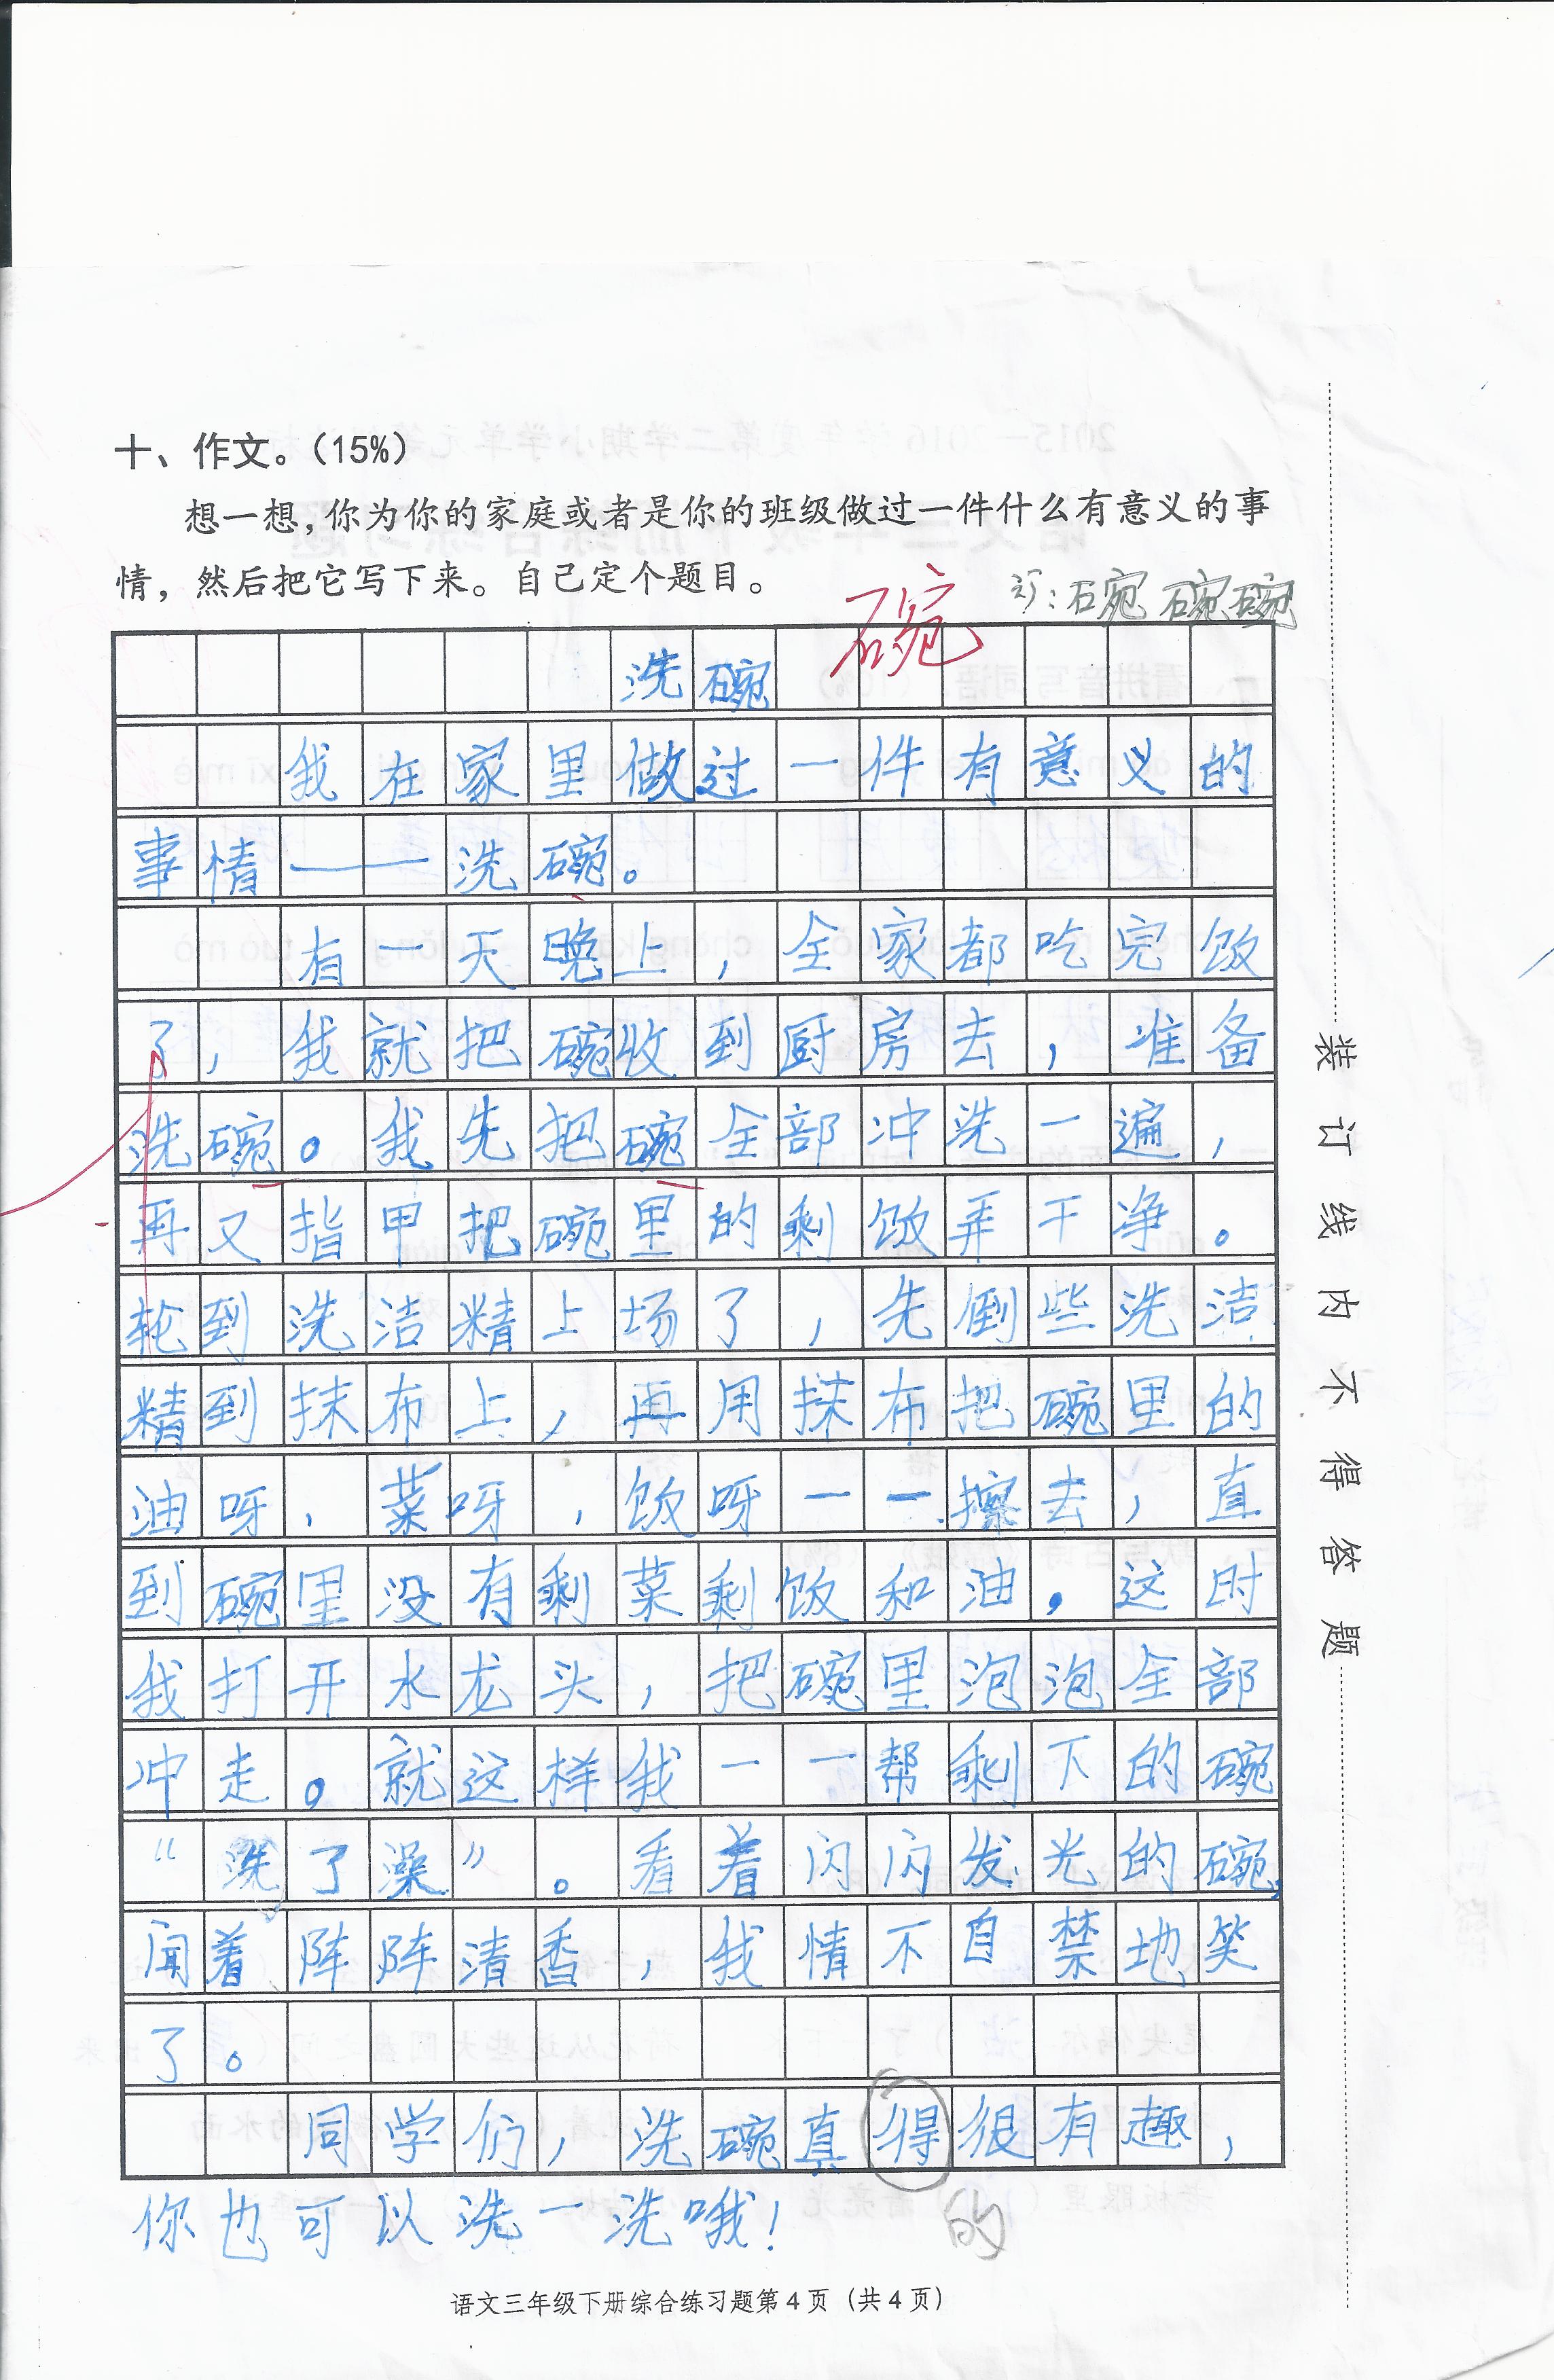 十、作文。(15%)
想一想,你为你的家庭或者是你的班级做过一件什么有意义的事
情，然后把它写下来。自己定个题目。
碗
订:碗 碗 碗
洗碗
我在家里做过一件有意义的
事情——洗碗。
有一天晚上，全家都吃完饭
了，我就把碗收到厨房去，准备
洗碗。我先把碗全部冲洗一遍，
再又指甲把碗里的剩饭弄干净。
轮到洗洁精上场了，先倒些洗洁
精到抹布上，再用抹布把碗里的
油呀，菜呀，饭呀一一擦去，直
到碗里没有剩菜剩饭和油。这时
我打开水龙头，把碗里泡泡全部
冲走。就这样我一一帮剩下的碗
“洗了澡”。看着闪闪发光的碗，
闻着阵阵清香，我情不自禁地笑
了。
同学们，洗碗真得很有趣，
你也可以洗一洗哦！
的
装订线内不得答题
语文三年级下册综合练习题第4页（共4页）